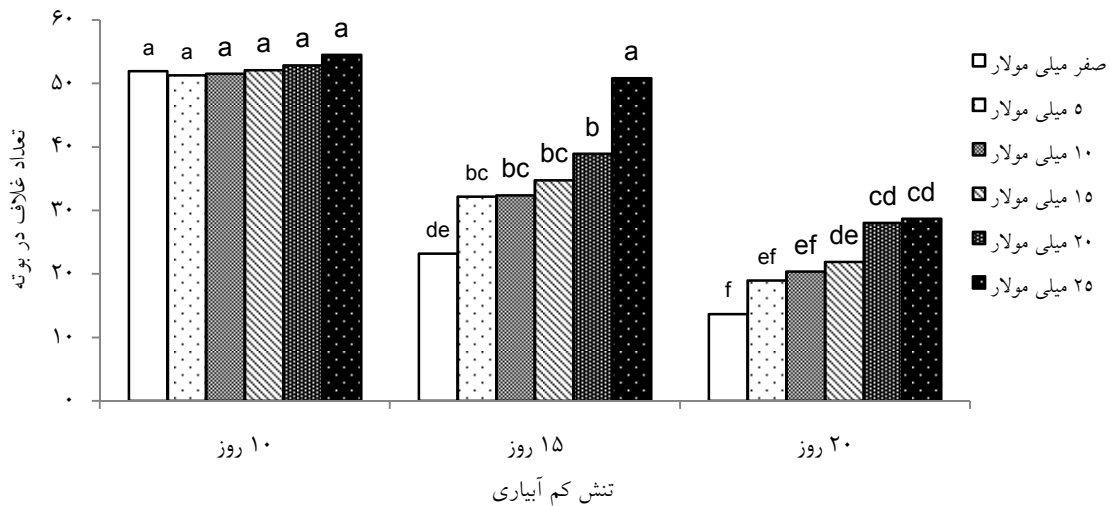 تعداد غلاف در بوته
۶۰
۵۰
۴۰
۳۰
۲۰
۱۰
۰
a a a a a a
de bc bc bc b a
f ef ef de cd cd
۱۰ روز
۱۵ روز
۲۰ روز
تنش کم آبیاری
صفر میلی مولار
5 میلی مولار
۱۰ میلی مولار
۱۵ میلی مولار
۲۰ میلی مولار
۲۵ میلی مولار